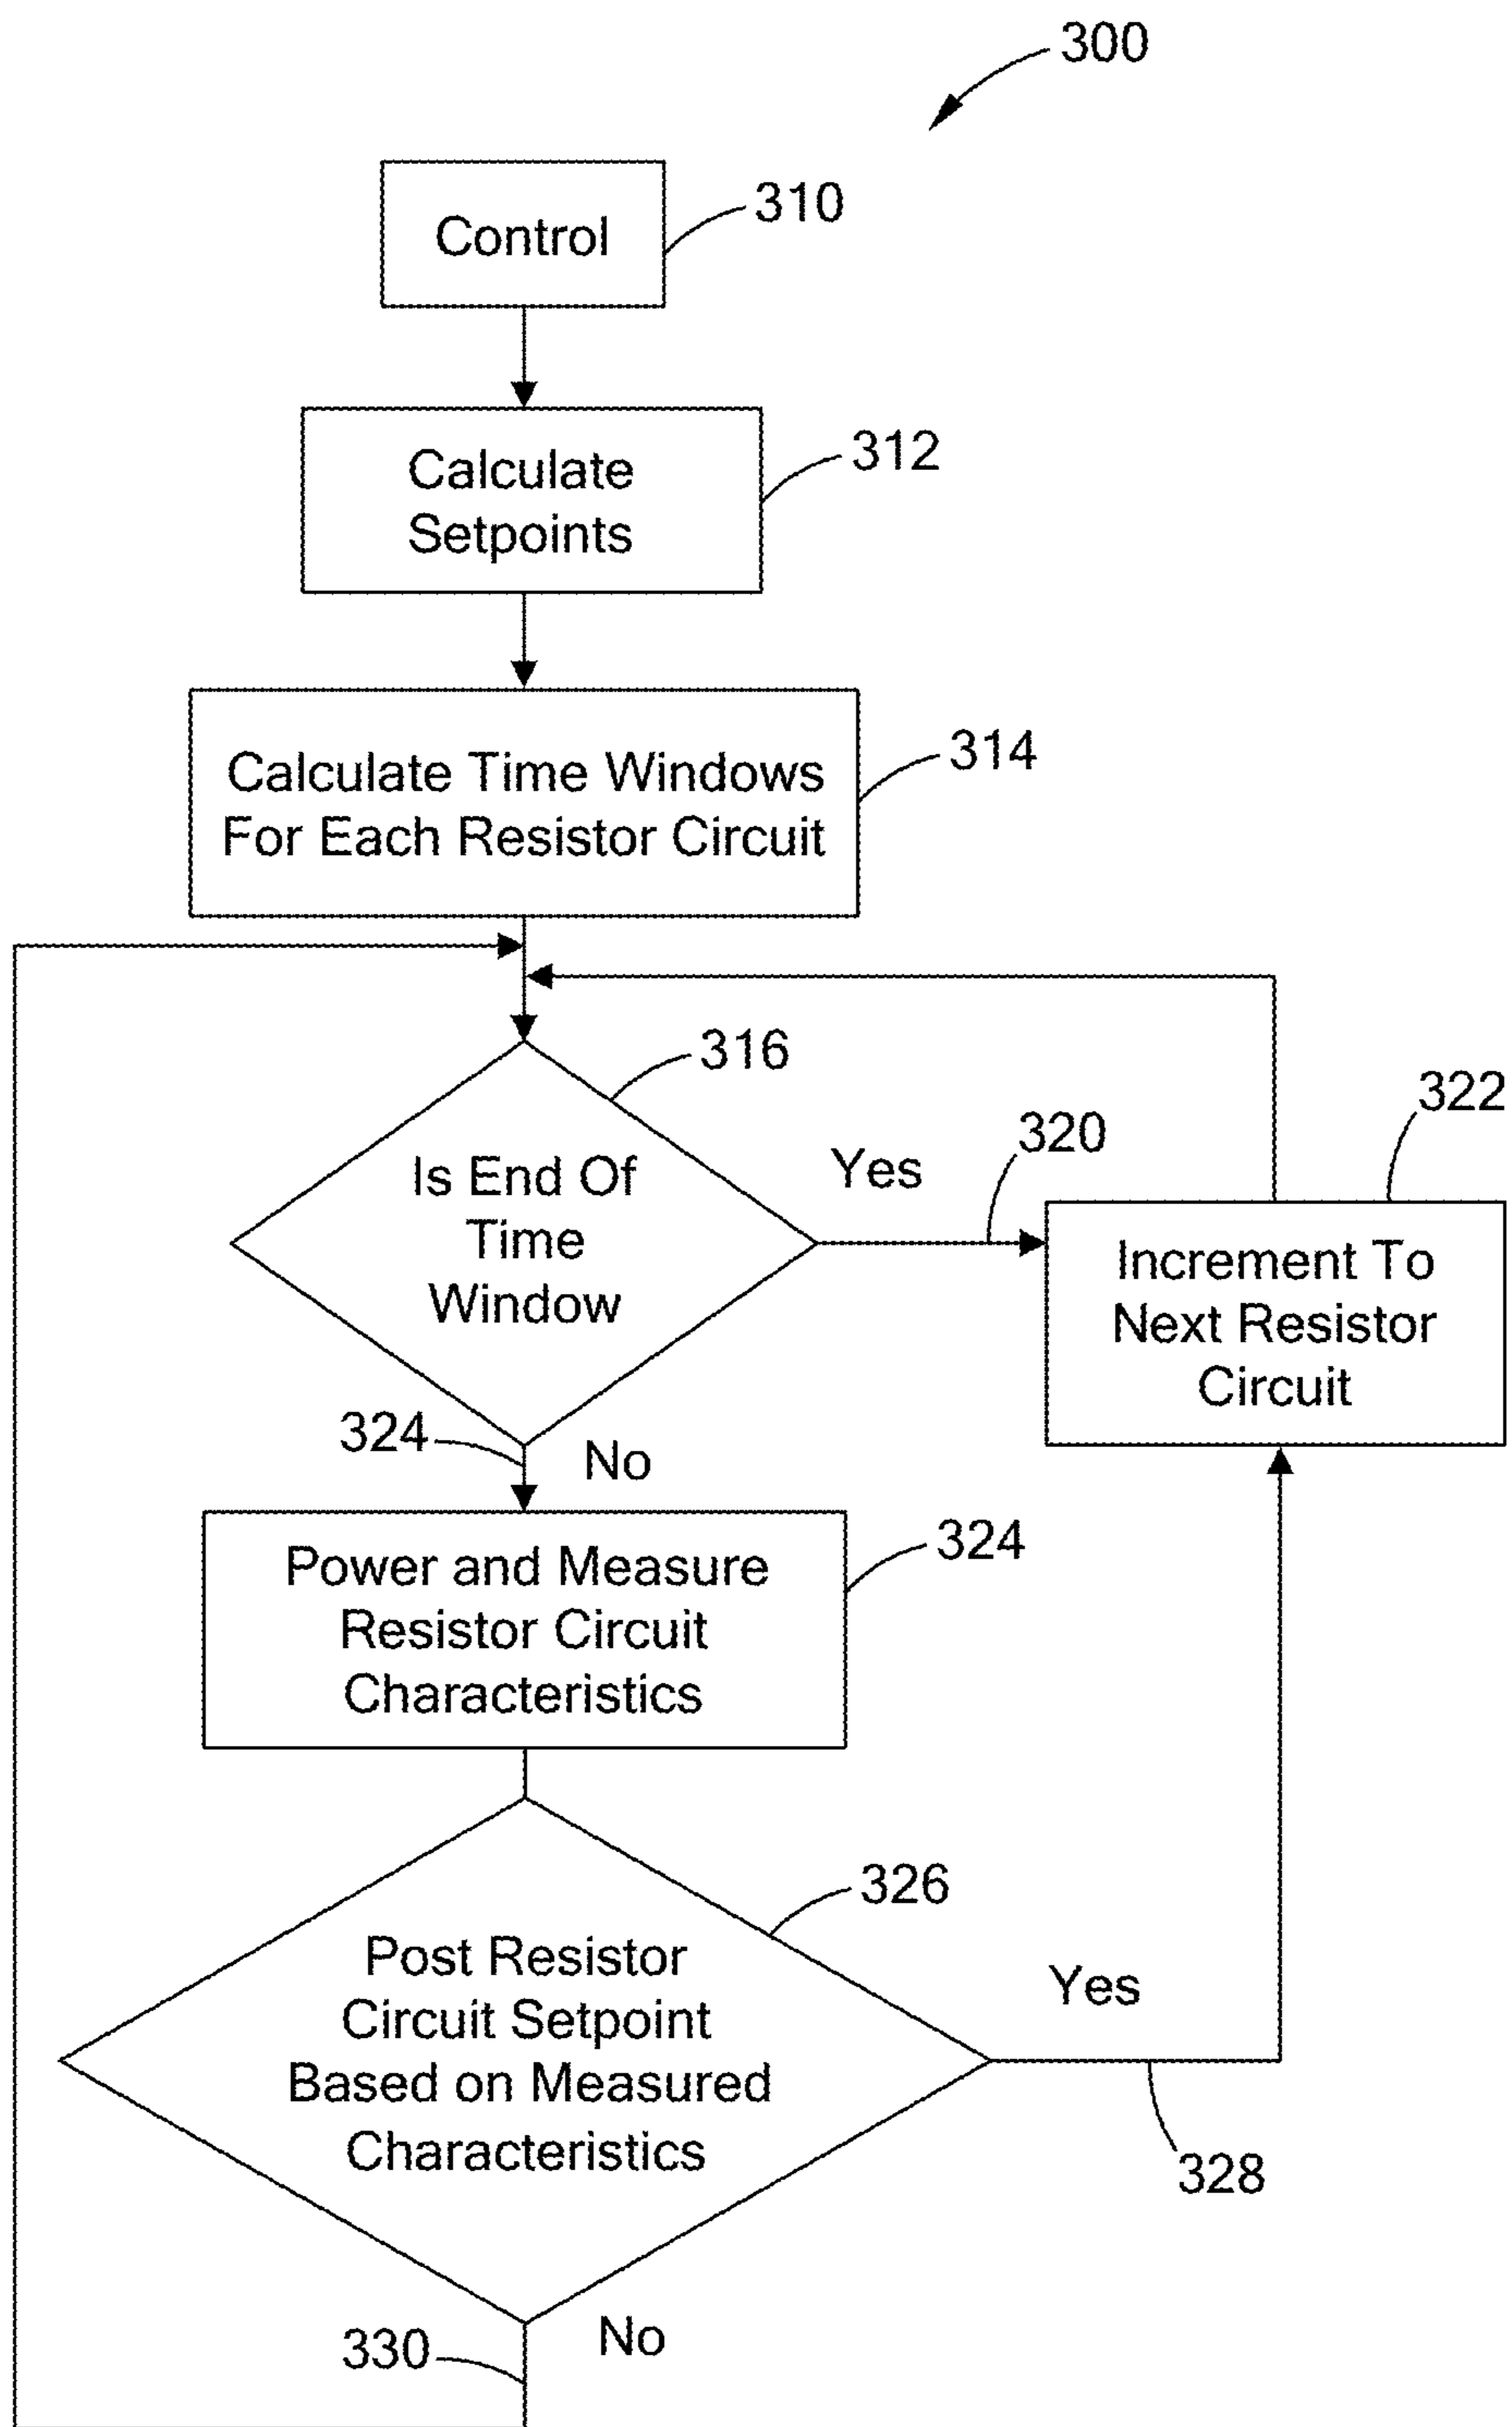 300
310
Control
312
Calculate
Setpoints
314
Calculate Time Windows
For Each Resistor Circuit
316
Is End Of
Time
Window
Yes
320
322
Increment To
Next Resistor
Circuit
324
No
324
Power and Measure
Resistor Circuit
Characteristics
326
Post Resistor
Circuit Setpoint
Based on Measured
Characteristics
Yes
328
330
No